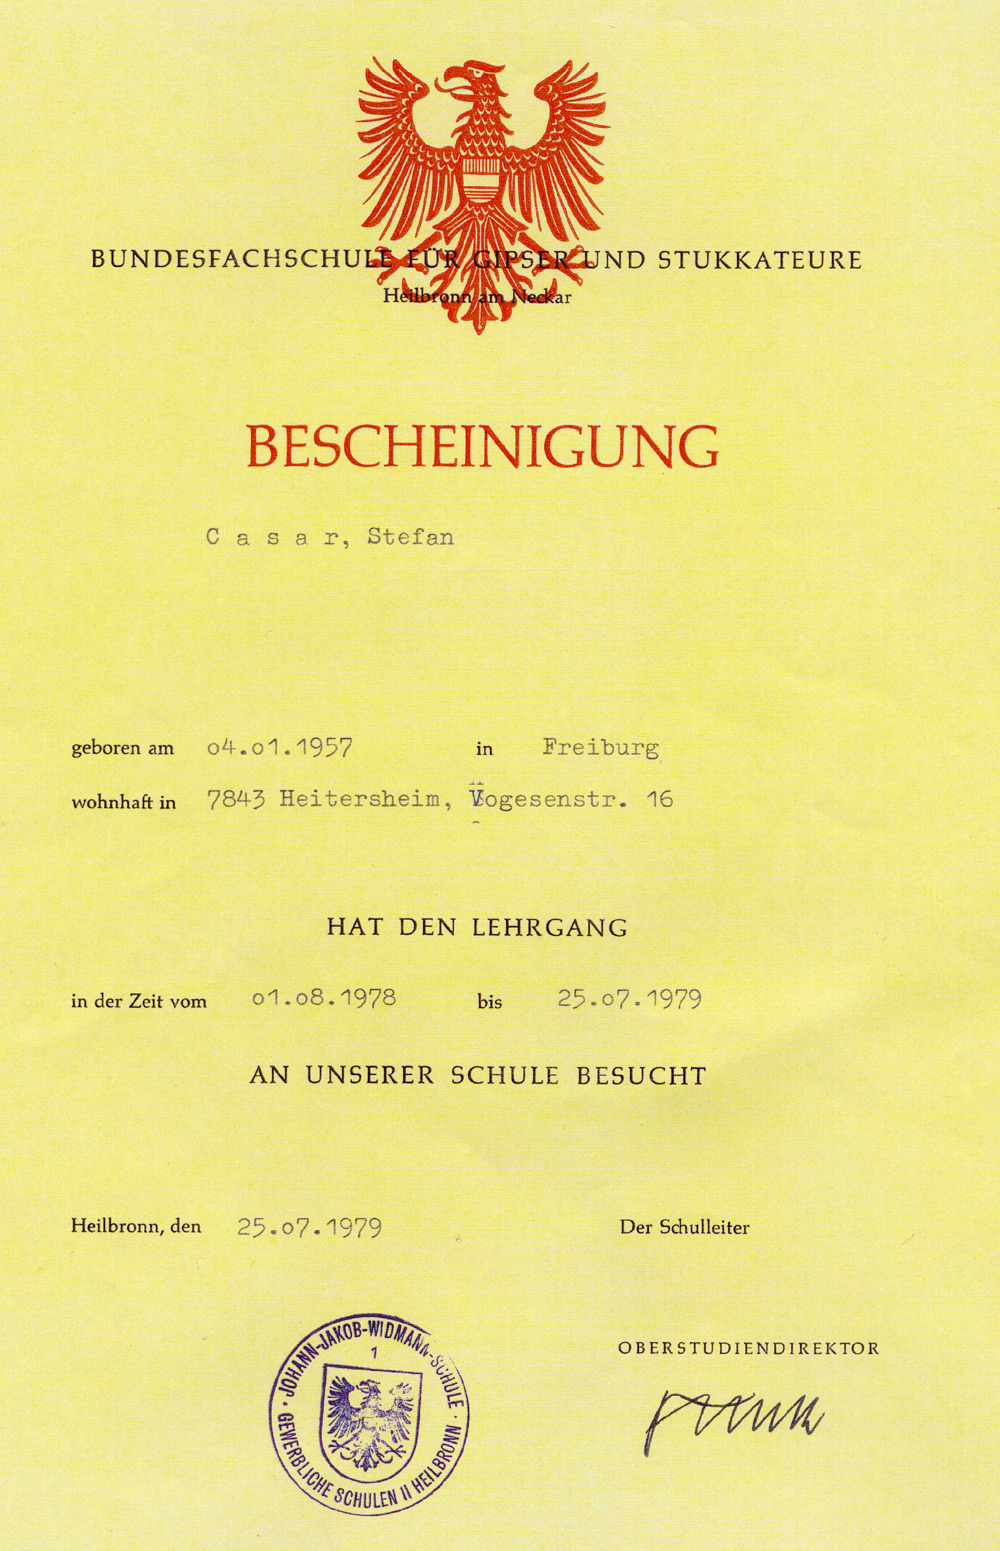 BUNDESFACHSCHULE FÜR GIPSER UND STUKKATEURE
Heilbronn am Neckar
BESCHEINIGUNG
C a s a r, Stefan
geboren am 04.01.1957 in Freiburg
wohnhaft in 7843 Heitersheim, Vogesenstr. 16
HAT DEN LEHRGANG
in der Zeit vom 01.08.1978 bis 25.07.1979
AN UNSERER SCHULE BESUCHT
Heilbronn, den 25.07.1979 Der Schulleiter
OBERSTUDIENDIREKTOR
JOHANN-JAKOB-WIDMANN-SCHULE
1
GEWERBLICHE SCHULEN II HEILBRONN